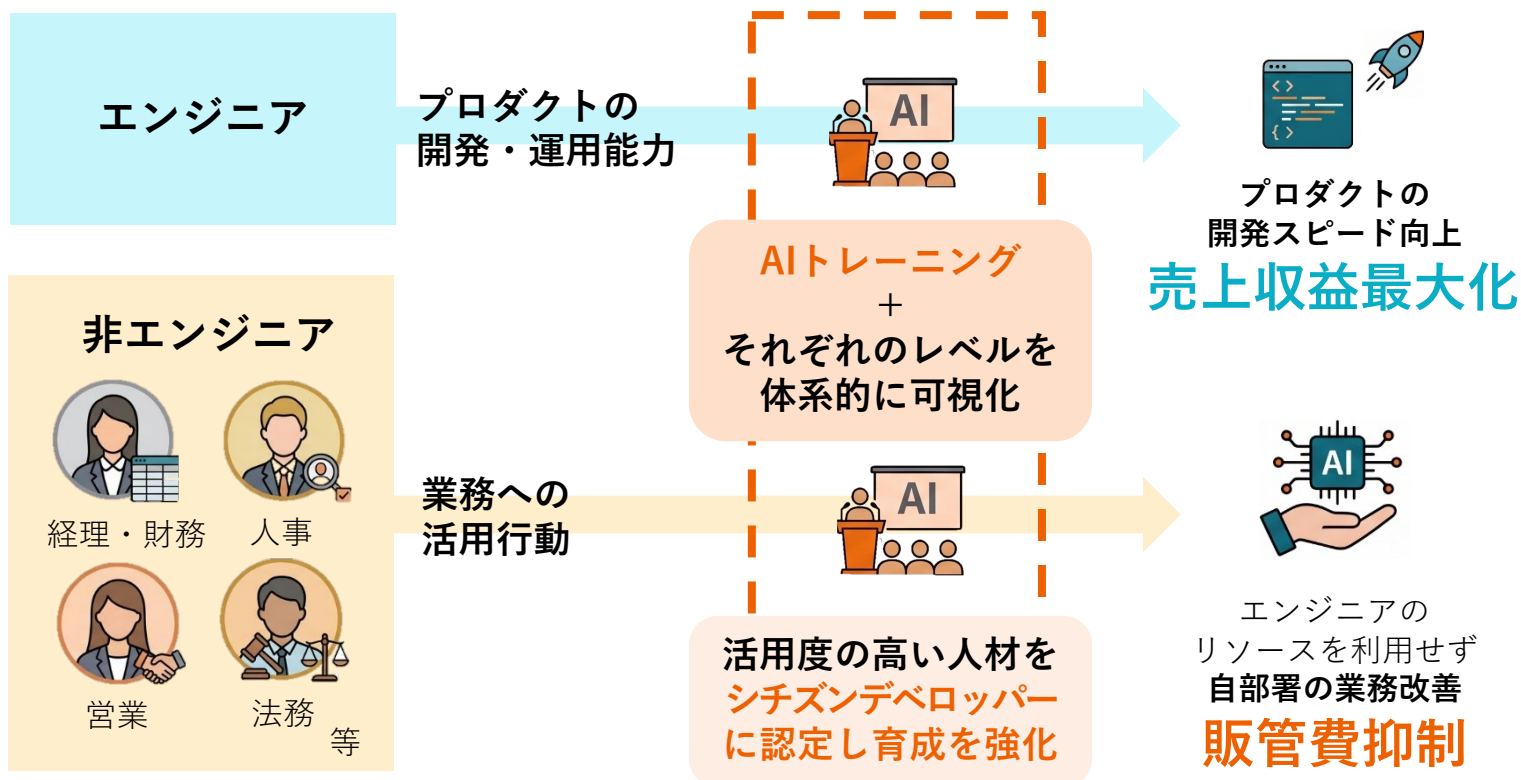 エンジニア
プロダクトの
開発・運用能力
AI
プロダクトの
開発スピード向上
売上収益最大化
AIトレーニング
+
それぞれのレベルを
体系的に可視化
非エンジニア
経理・財務
人事
営業
法務
等
業務への
活用行動
AI
活用度の高い人材を
シチズンデベロッパー
に認定し育成を強化
AI
エンジニアの
リソースを利用せず
自部署の業務改善
販管費抑制